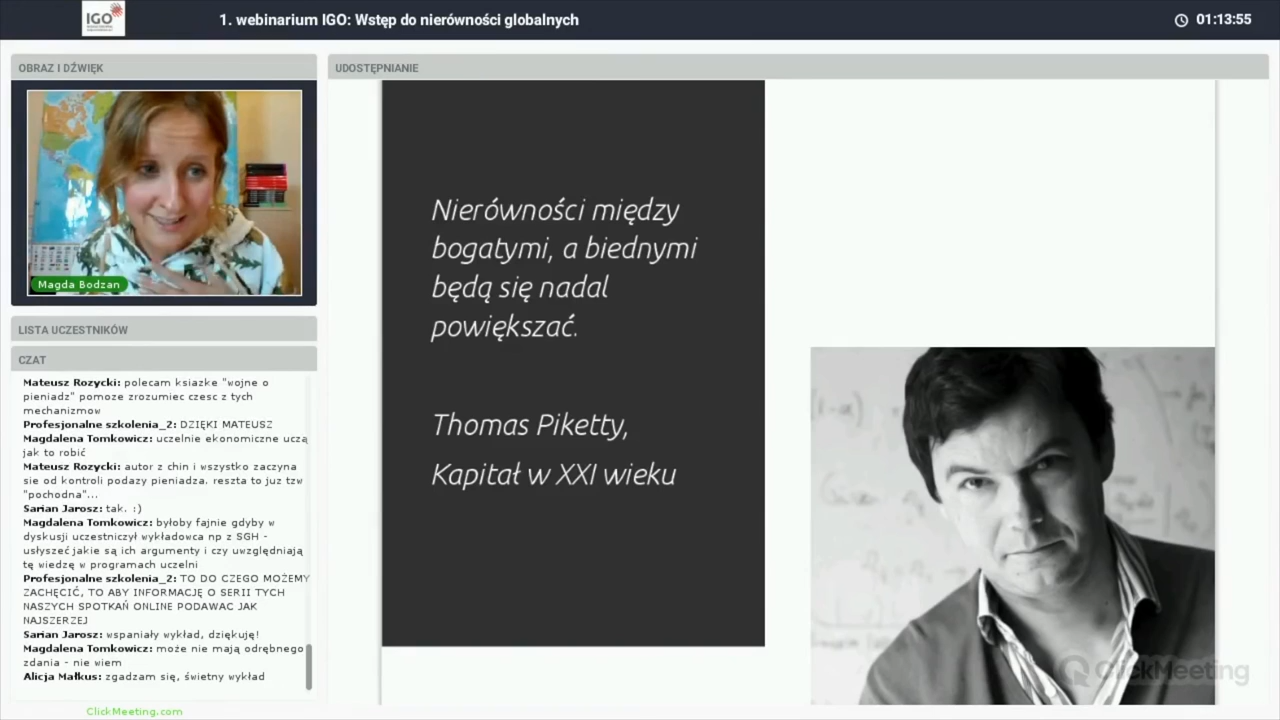 IGO
1. webinarium IGO: Wstęp do nierówności globalnych
01:13:55
OBRAZ I DŹWIĘK
Magda Bodzan
LISTA UCZESTNIKÓW
CZAT
Mateusz Rozycki: polecam ksiazke "wojne o
pieniadz" pomoze zrozumiec czesc z tych
mechanizmow
Profesjonalne szkolenia_2: DZIĘKI MATEUSZ
Magdalena Tomkowicz: uczelnie ekonomiczne uczą
jak to robić
Mateusz Rozycki: autor z chin i wszystko zaczyna
sie od kontroli podazy pieniadza. reszta to juz tzw
"pochodna"...
Sarian Jarosz: tak. :)
Magdalena Tomkowicz: byłoby fajnie gdyby w
dyskusji uczestniczył wykładowca np z SGH -
usłyszeć jakie są ich argumenty i czy uwzględniają
tę wiedzę w programach uczelni
Profesjonalne szkolenia_2: TO DO CZEGO MOŻEMY
ZACHĘCIĆ, TO ABY INFORMACJĘ O SERII TYCH
NASZYCH SPOTKAŃ ONLINE PODAWAC JAK
NAJSZERZEJ
Sarian Jarosz: wspaniały wykład, dziękuję!
Magdalena Tomkowicz: może nie mają odrębnego
zdania - nie wiem
Alicja Małkus: zgadzam się, świetny wykład
ClickMeeting.com
UDOSTĘPNIANIE
Nierówności między
bogatymi, a biednymi
będą się nadal
powiększać.
Thomas Piketty,
Kapitał w XXI wieku
ClickMeeting